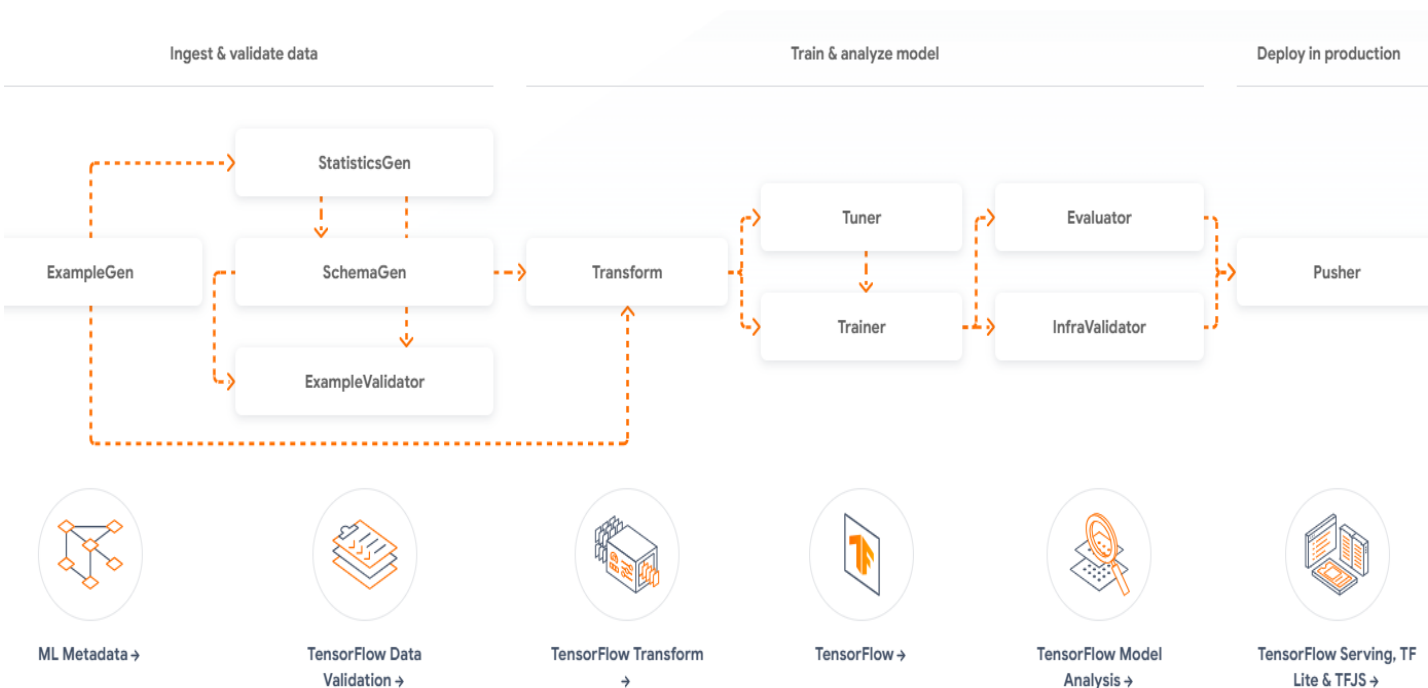 Ingest & validate data
Train & analyze model
Deploy in production
StatisticsGen
Tuner
Evaluator
ExampleGen
SchemaGen
Transform
Pusher
Trainer
InfraValidator
ExampleValidator
ML Metadata →
TensorFlow Data
Validation →
TensorFlow Transform
→
TensorFlow →
TensorFlow Model
Analysis →
TensorFlow Serving, TF
Lite & TFJS →